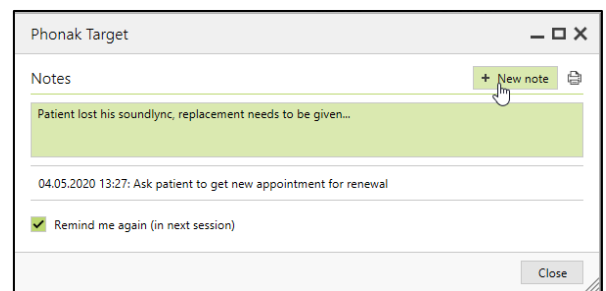 Phonak Target
Notes
+ New note
Patient lost his soundlync, replacement needs to be given...
04.05.2020 13:27: Ask patient to get new appointment for renewal
Remind me again (in next session)
Close